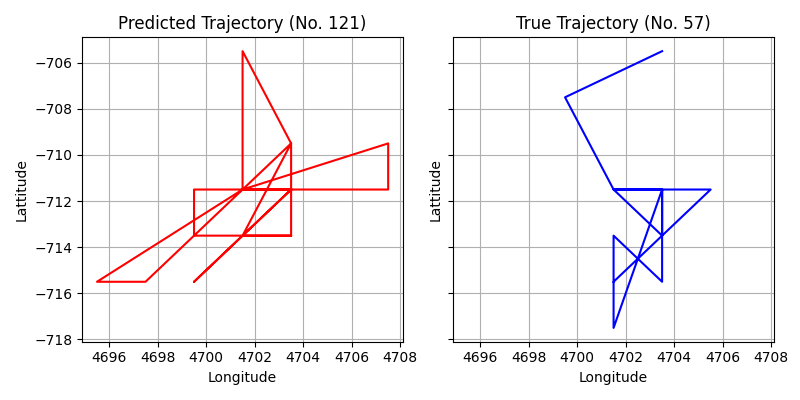 Predicted Trajectory (No. 121)
True Trajectory (No. 57)
−706
−708
−710
−712
−714
−716
−718
Lattitude
Lattitude
4696 4698 4700 4702 4704 4706 4708
4696 4698 4700 4702 4704 4706 4708
Longitude
Longitude